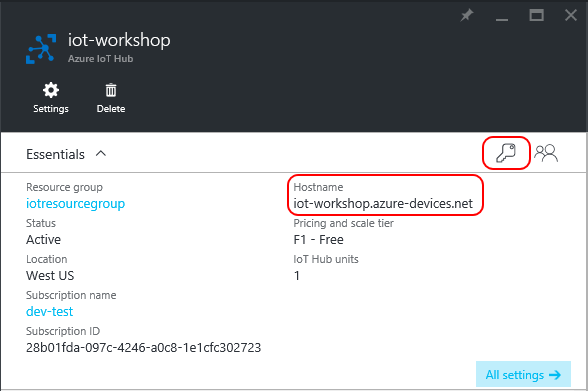 iot-workshop
Azure IoT Hub
Settings
Delete
Essentials
Resource group
iotresourcegroup
Status
Active
Location
West US
Subscription name
dev-test
Subscription ID
28b01fda-097c-4246-a0c8-1e1cfc302723
Hostname
iot-workshop.azure-devices.net
Pricing and scale tier
F1 - Free
IoT Hub units
1
All settings →